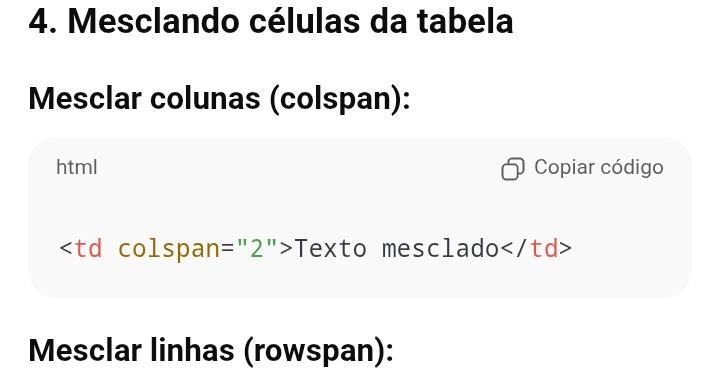 4. Mesclando células da tabela
Mesclar colunas (colspan):
html
Copiar código
<td colspan="2">Texto mesclado</td>
Mesclar linhas (rowspan):